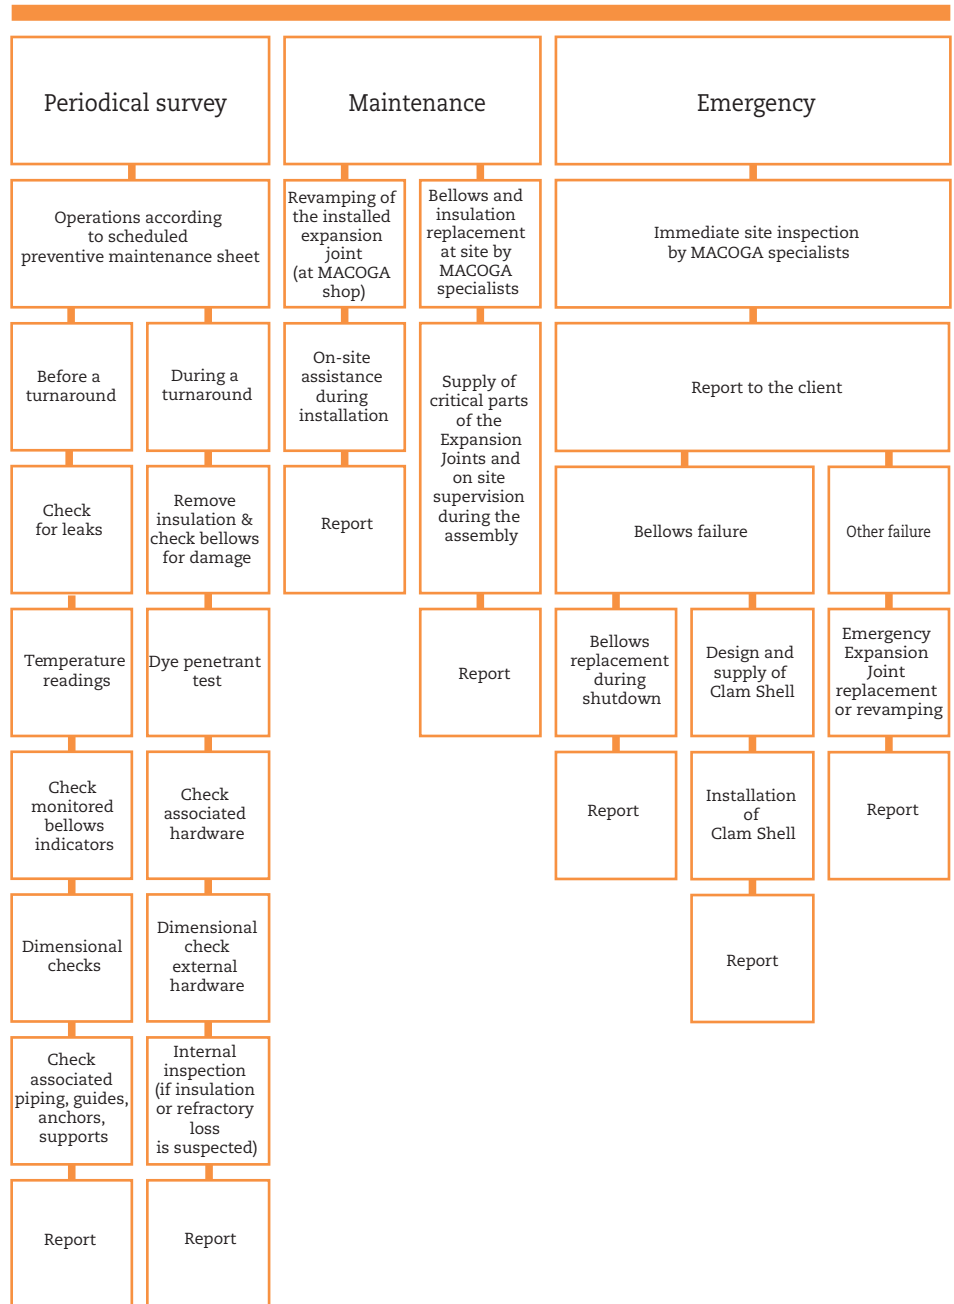 Periodical survey
Operations according
to scheduled
preventive maintenance sheet
Before a
turnaround
Check
for leaks
Temperature
readings
Check
monitored
bellows
indicators
Dimensional
checks
Check
associated
piping, guides,
anchors,
supports
Report
During a
turnaround
Remove
insulation &
check bellows
for damage
Dye penetrant
test
Check
associated
hardware
Dimensional
check
external
hardware
Internal
inspection
(if insulation
or refractory
loss
is suspected)
Report
Maintenance
Revamping of
the installed
expansion
joint
(at MACOGA
shop)
On-site
assistance
during
installation
Report
Bellows and
insulation
replacement
at site by
MACOGA
specialists
Supply of
critical parts
of the
Expansion
Joints and
on site
supervision
during the
assembly
Report
Emergency
Immediate site inspection
by MACOGA specialists
Report to the client
Bellows failure
Bellows
replacement
during
shutdown
Report
Design and
supply of
Clam Shell
Installation
of
Clam Shell
Report
Other failure
Emergency
Expansion
Joint
replacement
or revamping
Report